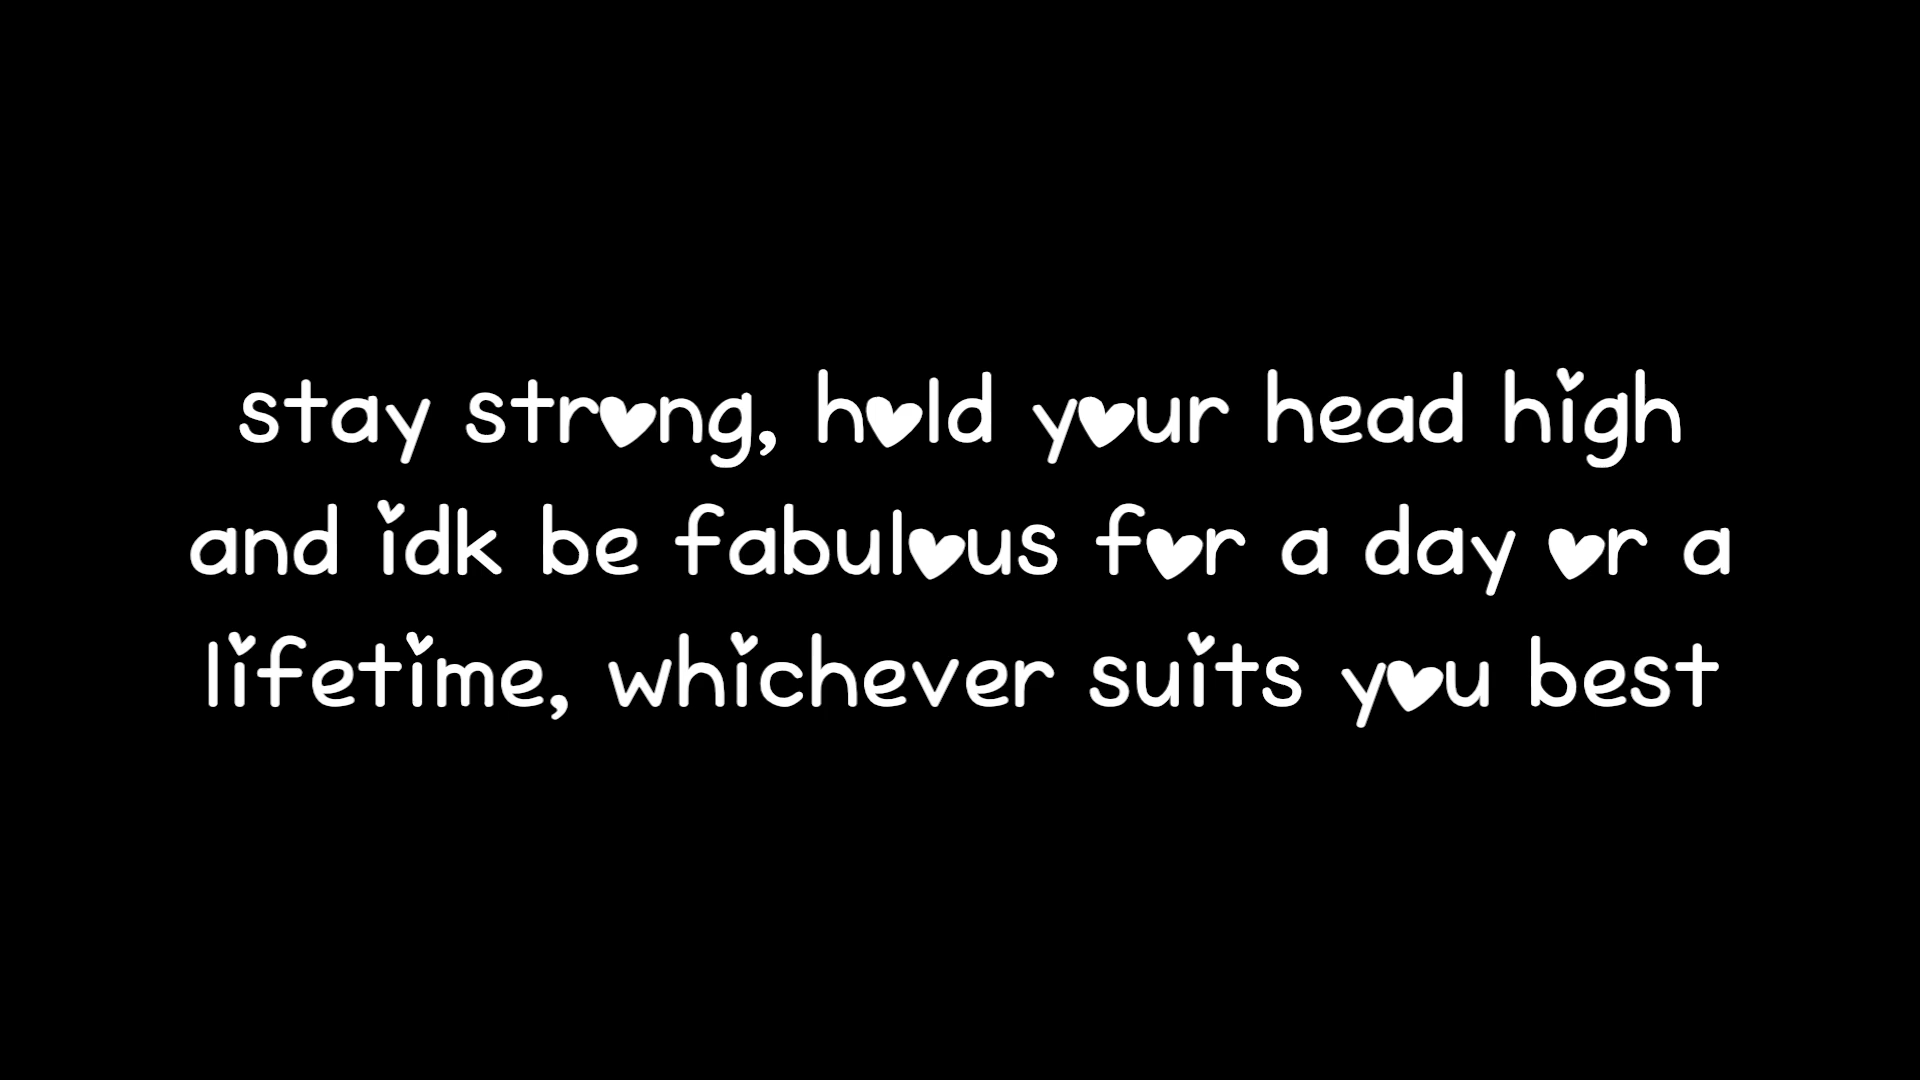 stay strong, hold your head high
and idk be fabulous for a day or a
lifetime, whichever suits you best